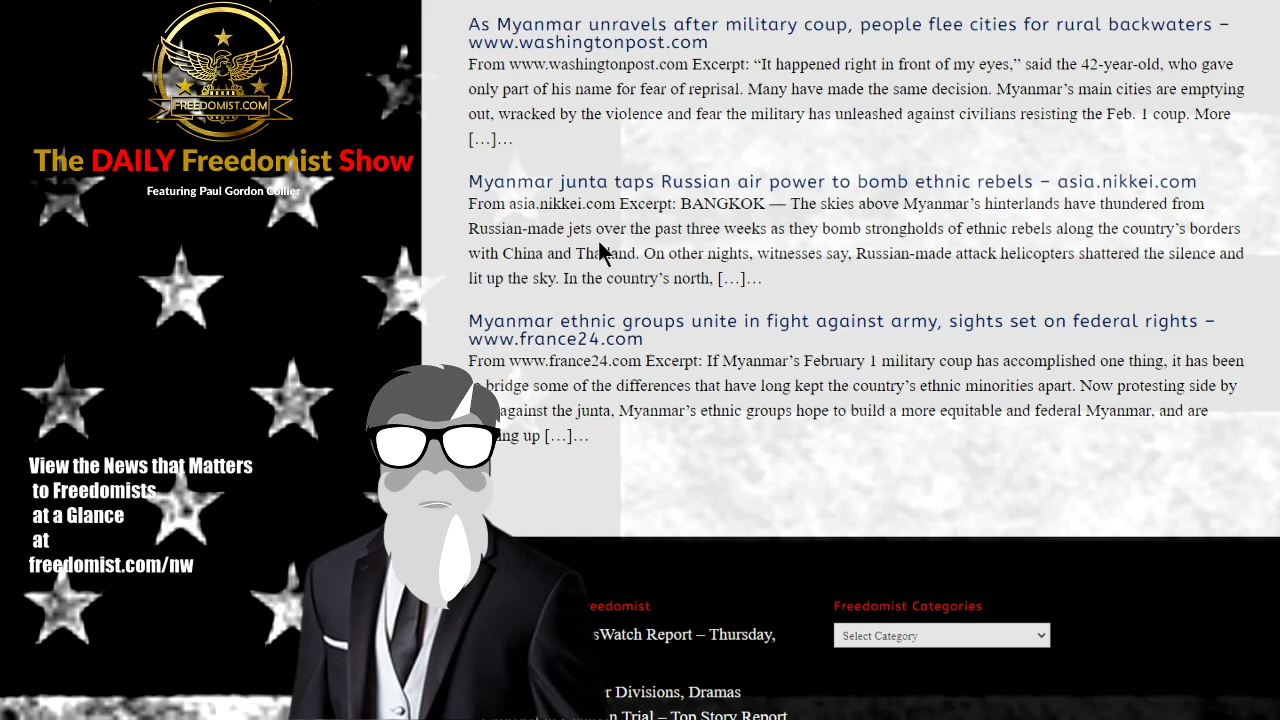 FREEDOMIST.COM
The DAILY Freedomist Show
Featuring Paul Gordon Collier
View the News that Matters
to Freedomists
at a Glance
at
freedomist.com/nw
As Myanmar unravels after military coup, people flee cities for rural backwaters –
www.washingtonpost.com
From www.washingtonpost.com Excerpt: “It happened right in front of my eyes,” said the 42-year-old, who gave
only part of his name for fear of reprisal. Many have made the same decision. Myanmar’s main cities are emptying
out, wracked by the violence and fear the military has unleashed against civilians resisting the Feb. 1 coup. More
[…]…
Myanmar junta taps Russian air power to bomb ethnic rebels – asia.nikkei.com
From asia.nikkei.com Excerpt: BANGKOK — The skies above Myanmar’s hinterlands have thundered from
Russian-made jets over the past three weeks as they bomb strongholds of ethnic rebels along the country’s borders
with China and Thailand. On other nights, witnesses say, Russian-made attack helicopters shattered the silence and
lit up the sky. In the country’s north, […]…
Myanmar ethnic groups unite in fight against army, sights set on federal rights –
www.france24.com
From www.france24.com Excerpt: If Myanmar’s February 1 military coup has accomplished one thing, it has been
bridge some of the differences that have long kept the country’s ethnic minorities apart. Now protesting side by
against the junta, Myanmar’s ethnic groups hope to build a more equitable and federal Myanmar, and are
up […]…
reedomist
sWatch Report – Thursday,
r Divisions, Dramas
Trial – Top Story Report
Freedomist Categories
Select Category